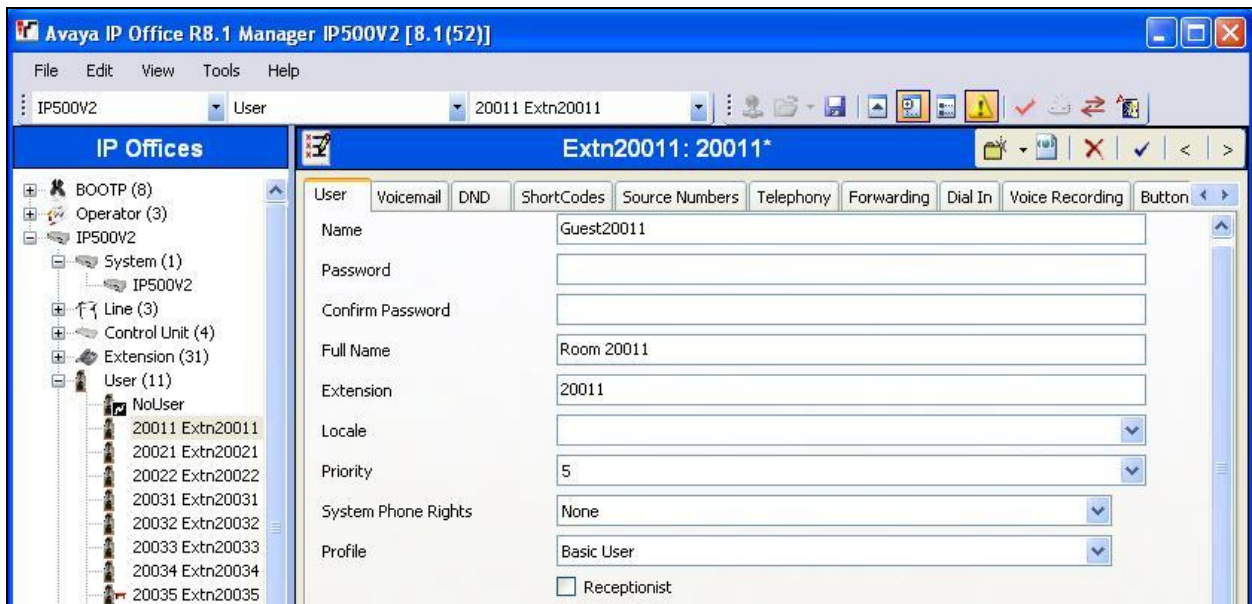 Avaya IP Office R8.1 Manager IP500V2 [8.1(52)]
File Edit View Tools Help
IP500V2 User 20011 Extn20011
IP Offices
Extn20011: 20011*
BOOTP (8)
Operator (3)
IP500V2
System (1)
IP500V2
Line (3)
Control Unit (4)
Extension (31)
User (11)
NoUser
20011 Extn20011
20021 Extn20021
20022 Extn20022
20031 Extn20031
20032 Extn20032
20033 Extn20033
20034 Extn20034
20035 Extn20035
User Voicemail DND ShortCodes Source Numbers Telephony Forwarding Dial In Voice Recording Button
Name Guest20011
Password
Confirm Password
Full Name Room 20011
Extension 20011
Locale
Priority 5
System Phone Rights None
Profile Basic User
Receptionist